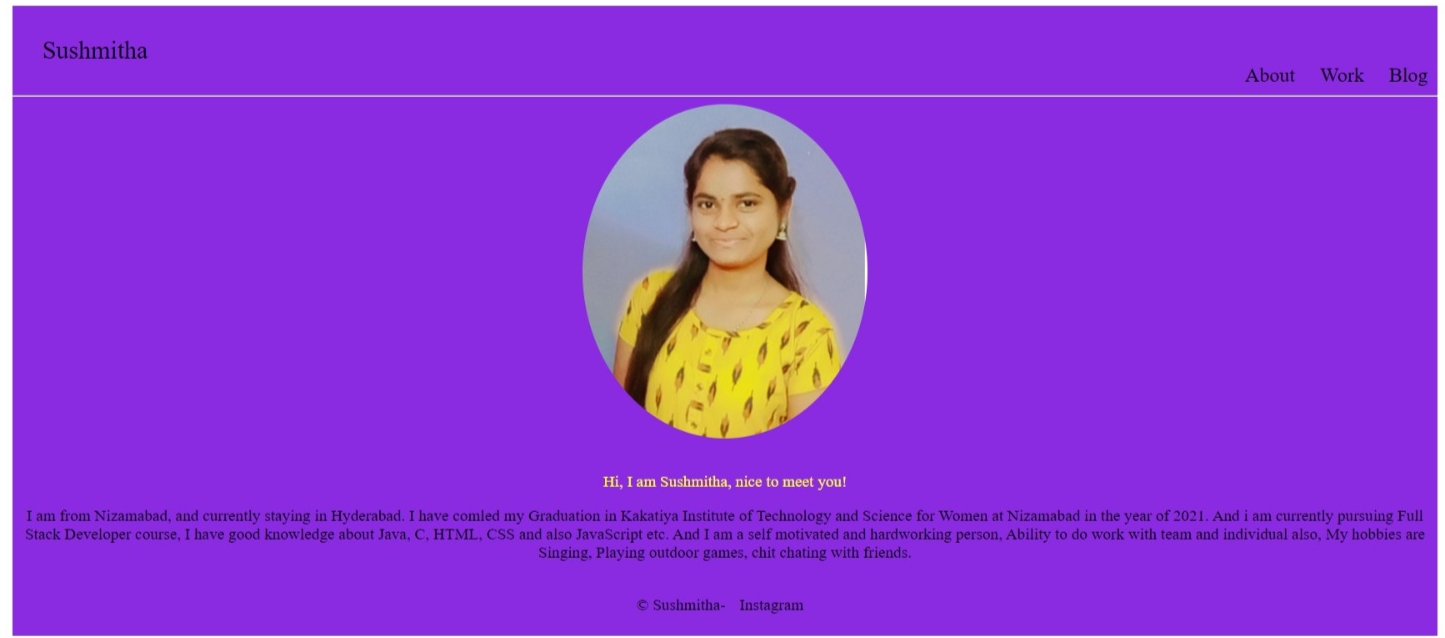 Sushmitha
About Work Blog
Hi, I am Sushmitha, nice to meet you!
I am from Nizamabad, and currently staying in Hyderabad. I have comled my Graduation in Kakatiya Institute of Technology and Science for Women at Nizamabad in the year of 2021. And i am currently pursuing Full
Stack Developer course, I have good knowledge about Java, C, HTML, CSS and also JavaScript etc. And I am a self motivated and hardworking person, Ability to do work with team and individual also, My hobbies are
Singing, Playing outdoor games, chit chating with friends.
© Sushmitha- Instagram